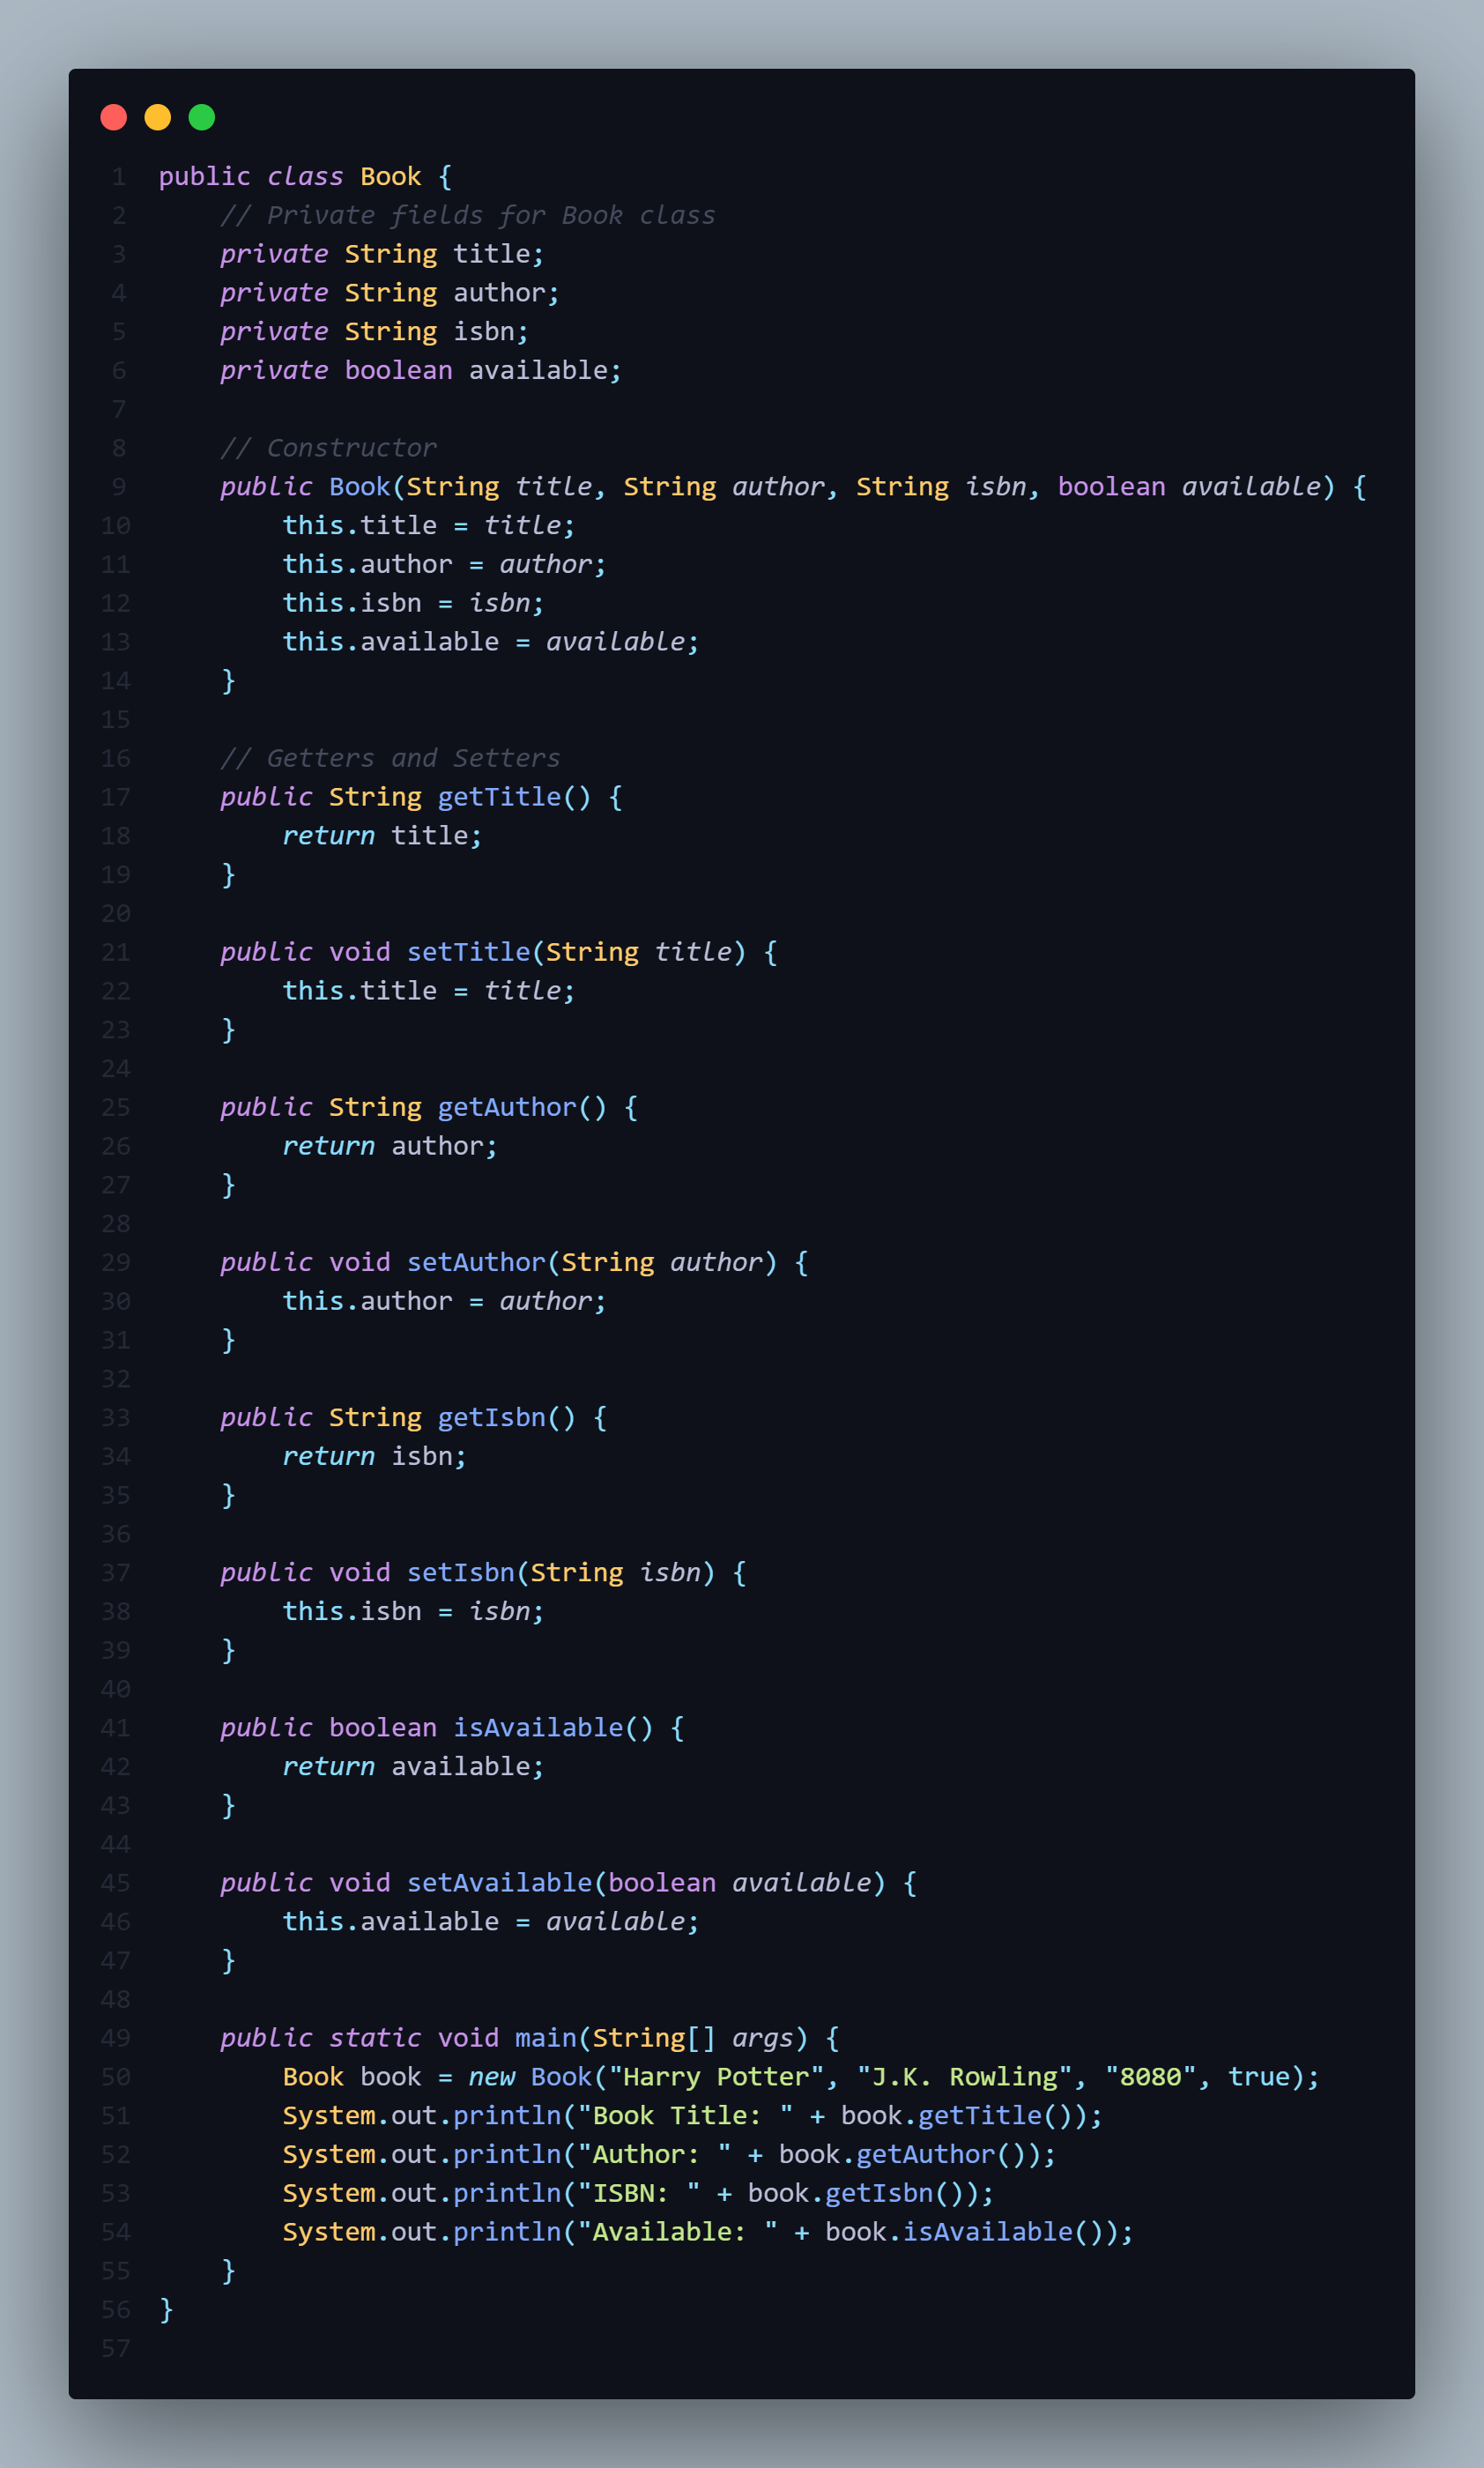 1 public class Book {
2     // Private fields for Book class
3     private String title;
4     private String author;
5     private String isbn;
6     private boolean available;
7
8     // Constructor
9     public Book(String title, String author, String isbn, boolean available) {
10         this.title = title;
11         this.author = author;
12         this.isbn = isbn;
13         this.available = available;
14     }
15
16     // Getters and Setters
17     public String getTitle() {
18         return title;
19     }
20
21     public void setTitle(String title) {
22         this.title = title;
23     }
24
25     public String getAuthor() {
26         return author;
27     }
28
29     public void setAuthor(String author) {
30         this.author = author;
31     }
32
33     public String getIsbn() {
34         return isbn;
35     }
36
37     public void setIsbn(String isbn) {
38         this.isbn = isbn;
39     }
40
41     public boolean isAvailable() {
42         return available;
43     }
44
45     public void setAvailable(boolean available) {
46         this.available = available;
47     }
48
49     public static void main(String[] args) {
50         Book book = new Book("Harry Potter", "J.K. Rowling", "8080", true);
51         System.out.println("Book Title: " + book.getTitle());
52         System.out.println("Author: " + book.getAuthor());
53         System.out.println("ISBN: " + book.getIsbn());
54         System.out.println("Available: " + book.isAvailable());
55     }
56 }
57